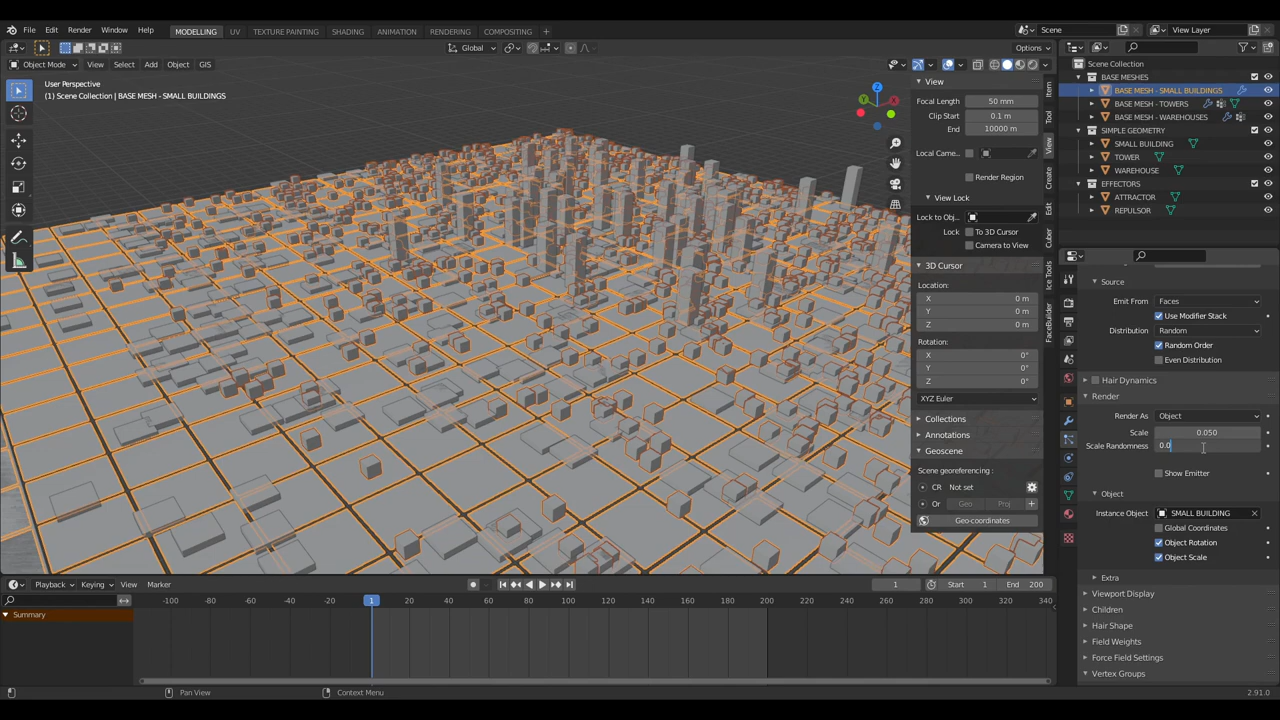 File Edit Render Window Help MODELLING UV TEXTURE PAINTING SHADING ANIMATION RENDERING COMPOSITING + Scene View Layer
Global Options
Object Mode View Select Add Object GIS
User Perspective
(1) Scene Collection | BASE MESH - SMALL BUILDINGS
Z
Y
X
View
Focal Length 50 mm
Clip Start 0.1 m
End 10000 m
Local Came...
Render Region
View Lock
Lock to Obj...
Lock To 3D Cursor
Camera to View
3D Cursor
Location:
X 0 m
Y 0 m
Z 0 m
Rotation:
X 0°
Y 0°
Z 0°
XYZ Euler
Collections
Annotations
Geoscene
Scene georeferencing :
CR Not set
Or Geo Proj
Geo-coordinates
Item
Tool
View
Create
Edit
Cuber
Ice Tools
FaceBuilder
Scene Collection
BASE MESHES
BASE MESH - SMALL BUILDINGS
BASE MESH - TOWERS
BASE MESH - WAREHOUSES
SIMPLE GEOMETRY
SMALL BUILDING
TOWER
WAREHOUSE
EFFECTORS
ATTRACTOR
REPULSOR
Source
Emit From Faces
Use Modifier Stack
Distribution Random
Random Order
Even Distribution
Hair Dynamics
Render
Render As Object
Scale 0.050
Scale Randomness 0.0
Show Emitter
Object
Instance Object SMALL BUILDING
Global Coordinates
Object Rotation
Object Scale
Extra
Viewport Display
Children
Hair Shape
Field Weights
Force Field Settings
Vertex Groups
Playback Keying View Marker 1 Start 1 End 200
-100 -80 -60 -40 -20 1 20 40 60 80 100 120 140 160 180 200 220 240 260 280 300 320 340
Summary
Pan View Context Menu 2.91.0